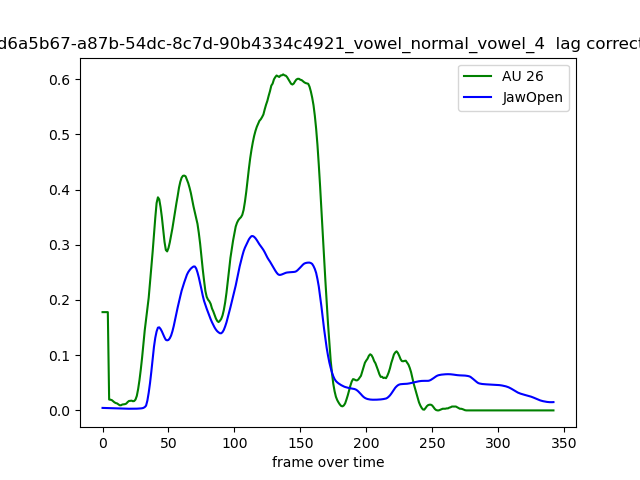 d6a5b67-a87b-54dc-8c7d-90b4334c4921_vowel_normal_vowel_4 lag correct
AU 26
JawOpen
0.6
0.5
0.4
0.3
0.2
0.1
0.0
0 50 100 150 200 250 300 350
frame over time